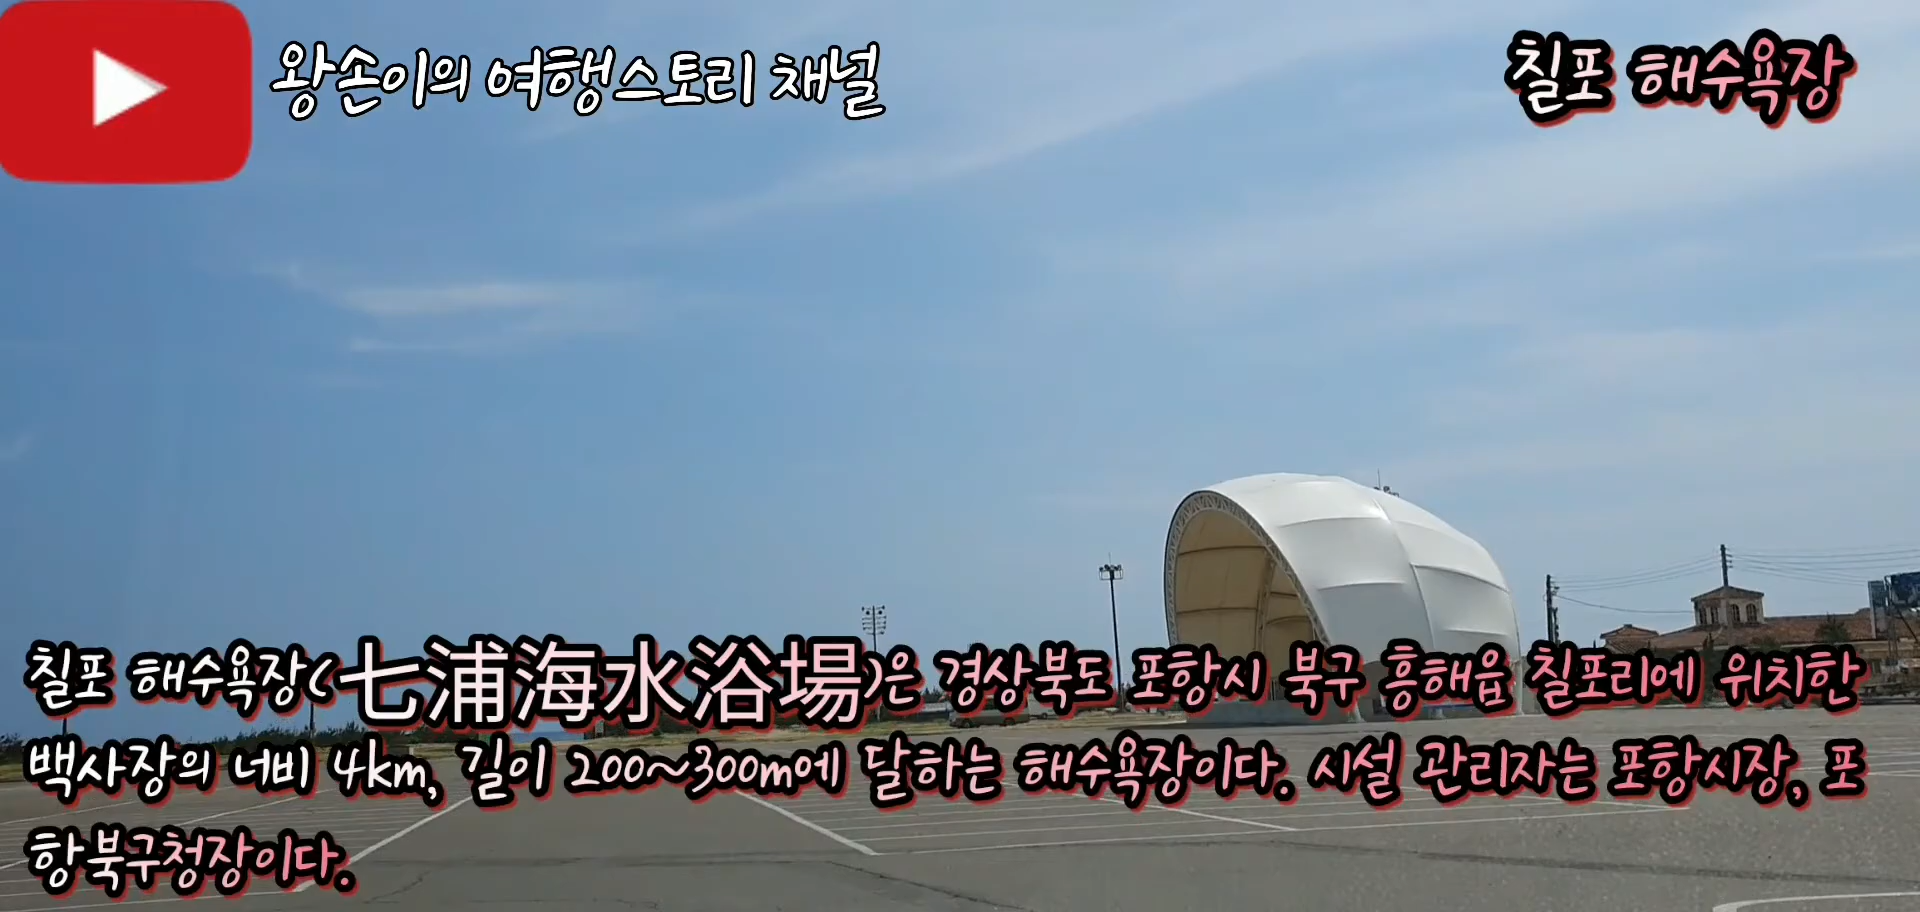 왕손이의 여행스토리 채널
칠포 해수욕장
칠포 해수욕장(七浦海水浴場)은 경상북도 포항시 북구 흥해읍 칠포리에 위치한
백사장의 너비 4km, 길이 200~300m에 달하는 해수욕장이다. 시설 관리자는 포항시장, 포
항북구청장이다.